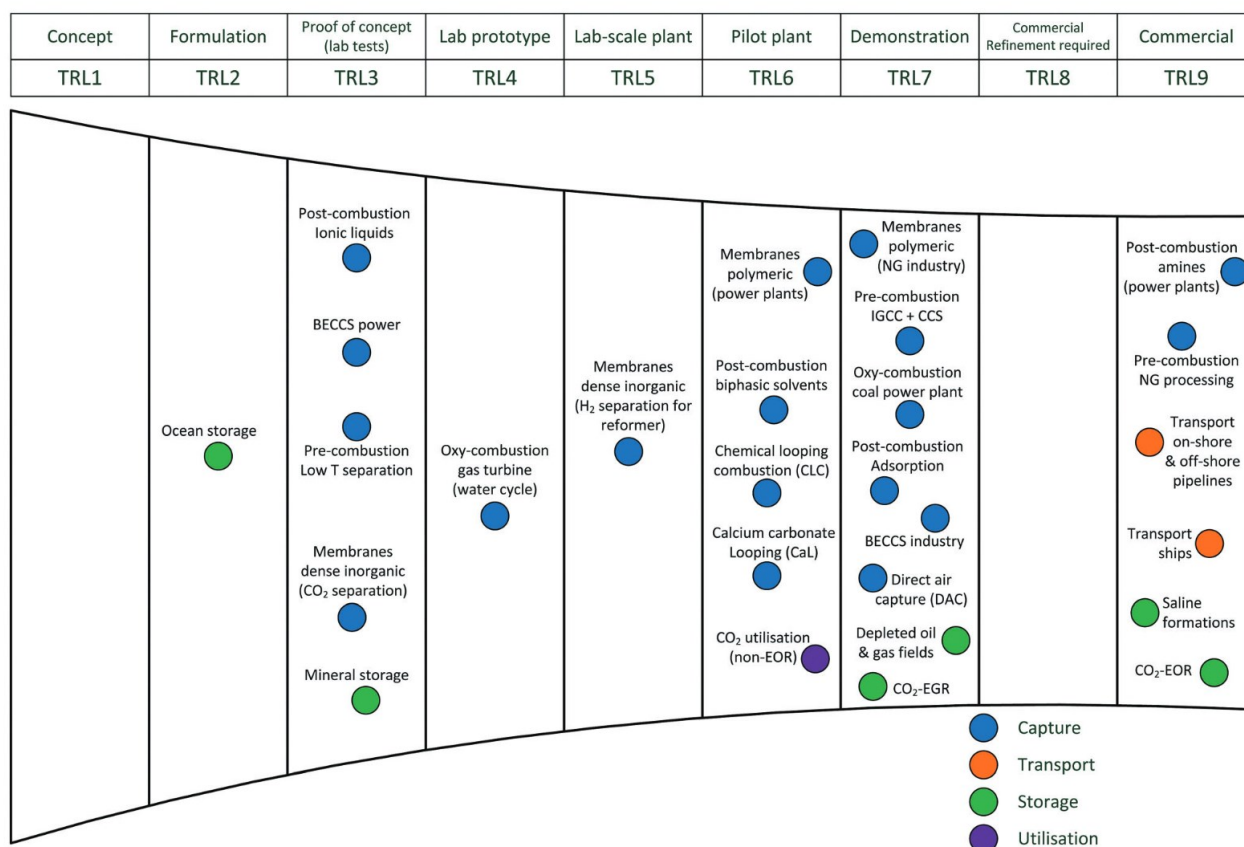 Concept
Formulation
Proof of concept
(lab tests)
Lab prototype
Lab-scale plant
Pilot plant
Demonstration
Commercial
Refinement required
Commercial
TRL1
TRL2
TRL3
TRL4
TRL5
TRL6
TRL7
TRL8
TRL9
Ocean storage
Post-combustion
Ionic liquids
BECCS power
Pre-combustion
Low T separation
Membranes
dense inorganic
(CO₂ separation)
Mineral storage
Oxy-combustion
gas turbine
(water cycle)
Membranes
dense inorganic
(H₂ separation for
reformer)
Membranes
polymeric
(power plants)
Post-combustion
biphasic solvents
Chemical looping
combustion (CLC)
Calcium carbonate
Looping (CaL)
CO₂ utilisation
(non-EOR)
Membranes
polymeric
(NG industry)
Pre-combustion
IGCC + CCS
Oxy-combustion
coal power plant
Post-combustion
Adsorption
BECCS industry
Direct air
capture (DAC)
Depleted oil
& gas fields
CO₂-EGR
Post-combustion
amines
(power plants)
Pre-combustion
NG processing
Transport
on-shore
& off-shore
pipelines
Transport
ships
Saline
formations
CO₂-EOR
Capture
Transport
Storage
Utilisation